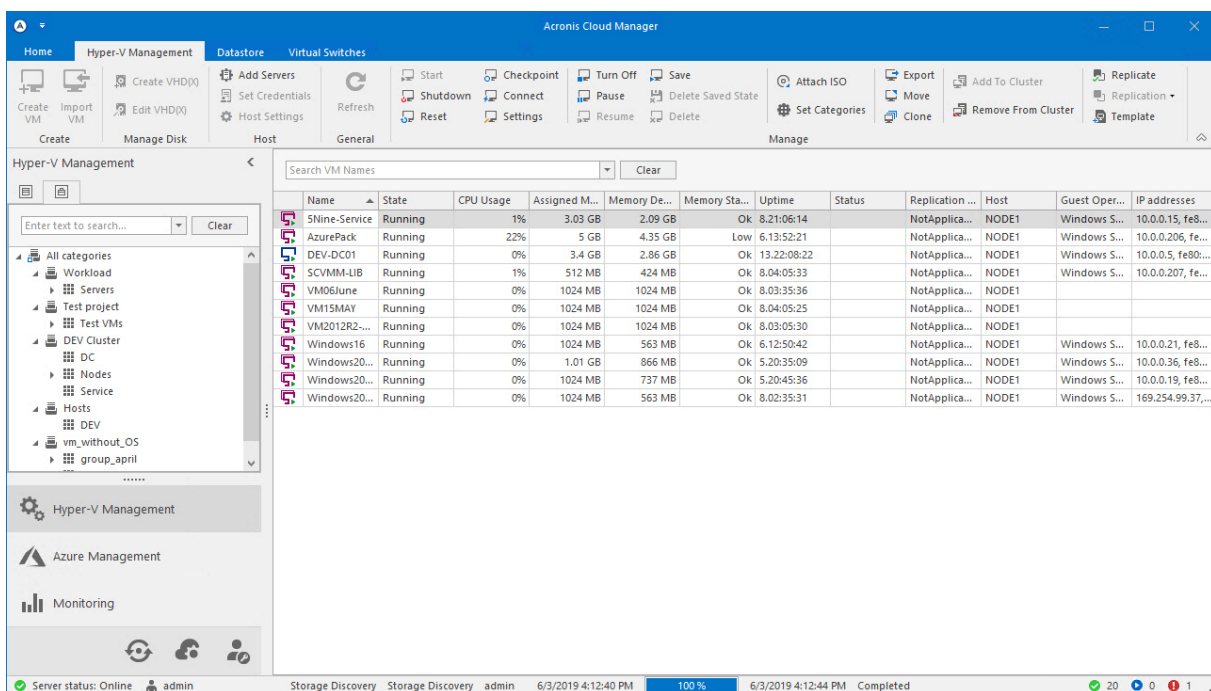 Acronis Cloud Manager
Home Hyper-V Management Datastore Virtual Switches
Create VM
Import VM
Create
Create VHD(X)
Edit VHD(X)
Manage Disk
Add Servers
Set Credentials
Host Settings
Host
Refresh
General
Start Checkpoint Turn Off Save
Shutdown Connect Pause Delete Saved State
Reset Settings Resume Delete
Attach ISO
Set Categories
Export
Move
Clone
Add To Cluster
Remove From Cluster
Manage
Replicate
Replication
Template
Hyper-V Management
Enter text to search... Clear
All categories
Workload
Servers
Test project
Test VMs
DEV Cluster
DC
Nodes
Service
Hosts
DEV
vm_without_OS
group_april
Hyper-V Management
Azure Management
Monitoring
Search VM Names Clear
Name State CPU Usage Assigned M... Memory De... Memory Sta... Uptime Status Replication ... Host Guest Oper... IP addresses
5Nine-Service Running 1% 3.03 GB 2.09 GB Ok 8.21:06:14 NotApplica... NODE1 Windows S... 10.0.0.15, fe8...
AzurePack Running 22% 5 GB 4.35 GB Low 6.13:52:21 NotApplica... NODE1 Windows S... 10.0.0.206, fe...
DEV-DC01 Running 0% 3.4 GB 2.86 GB Ok 13.22:08:22 NotApplica... NODE1 Windows S... 10.0.0.5, fe80:...
SCVMM-LIB Running 1% 512 MB 424 MB Ok 8.04:05:33 NotApplica... NODE1 Windows S... 10.0.0.207, fe...
VM06June Running 0% 1024 MB 1024 MB Ok 8.03:35:36 NotApplica... NODE1
VM15MAY Running 0% 1024 MB 1024 MB Ok 8.04:05:25 NotApplica... NODE1
VM2012R2-... Running 0% 1024 MB 1024 MB Ok 8.03:05:30 NotApplica... NODE1
Windows16 Running 0% 1024 MB 563 MB Ok 6.12:50:42 NotApplica... NODE1 Windows S... 10.0.0.21, fe8...
Windows20... Running 0% 1.01 GB 866 MB Ok 5.20:35:09 NotApplica... NODE1 Windows S... 10.0.0.36, fe8...
Windows20... Running 0% 1024 MB 737 MB Ok 5.20:45:36 NotApplica... NODE1 Windows S... 10.0.0.19, fe8...
Windows20... Running 0% 1024 MB 563 MB Ok 8.02:35:31 NotApplica... NODE1 Windows S... 169.254.99.37,...
Server status: Online admin Storage Discovery Storage Discovery admin 6/3/2019 4:12:40 PM 100 % 6/3/2019 4:12:44 PM Completed 20 0 1